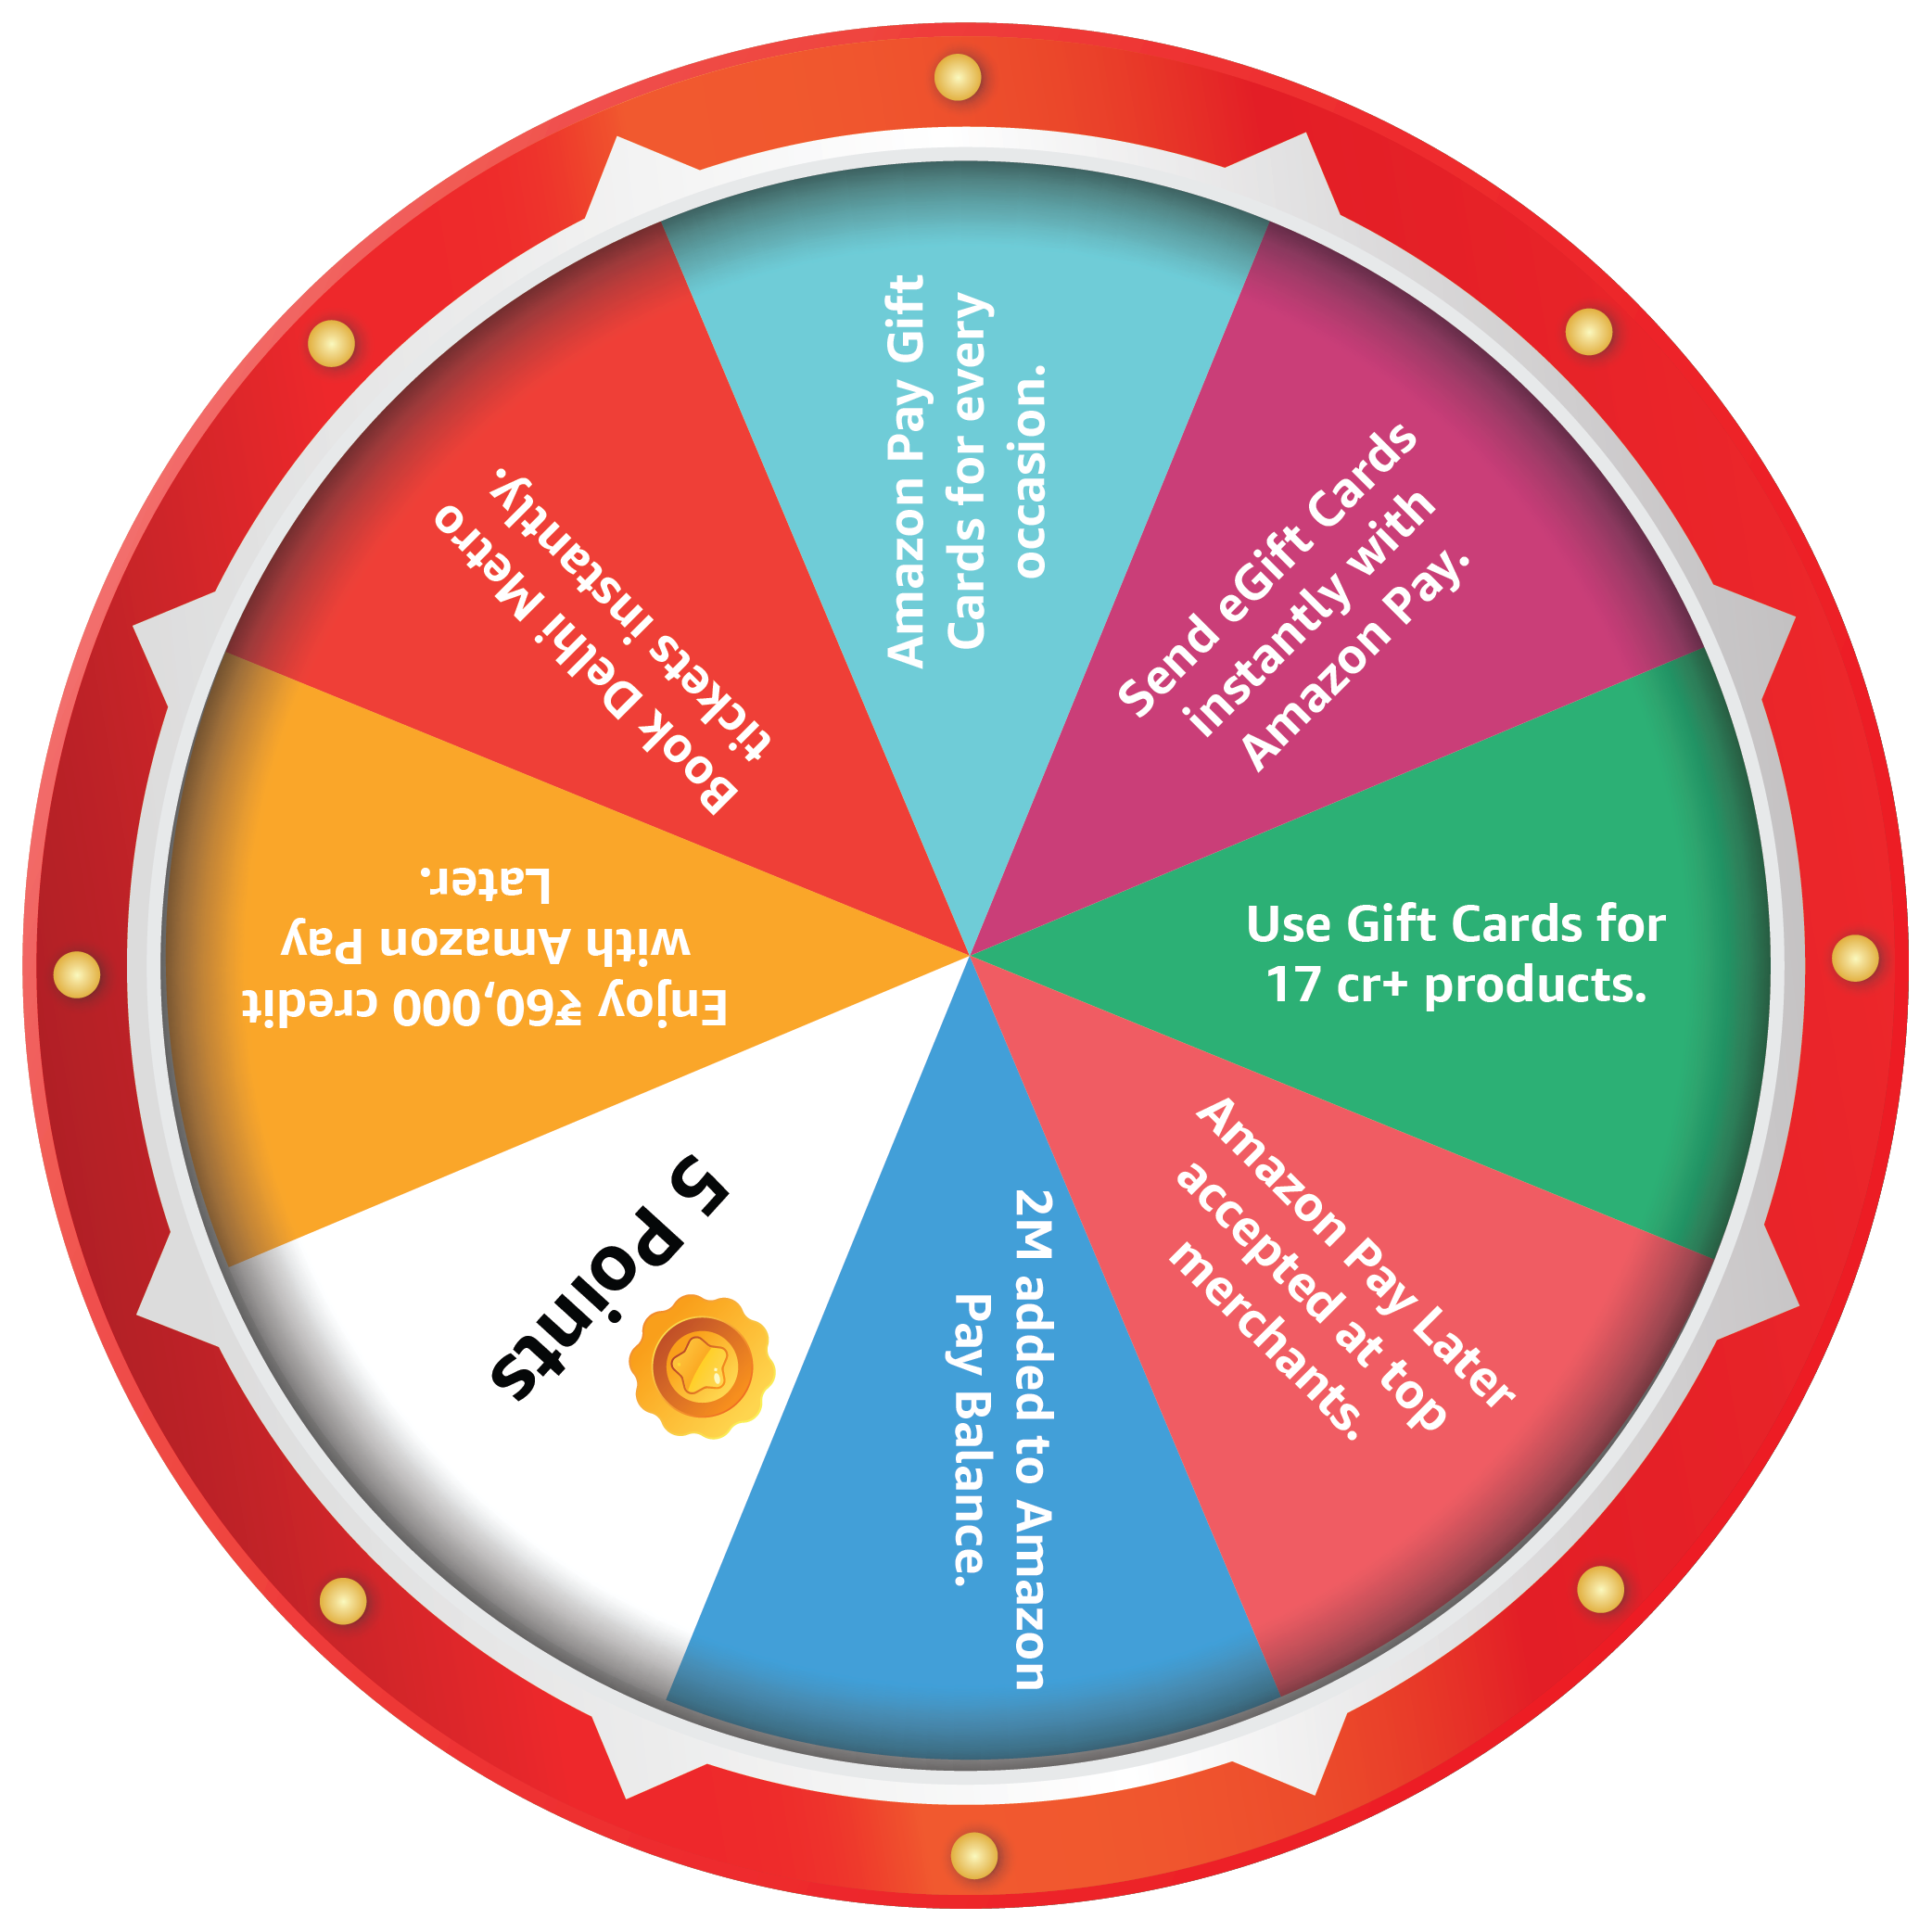 Amazon Pay Gift
Cards for every
occasion.
Send eGift Cards
instantly with
Amazon Pay.
Use Gift Cards for
17 cr+ products.
Amazon Pay Later
accepted at top
merchants.
2M added to Amazon
Pay Balance.
5 Points
Enjoy ₹60,000 credit
with Amazon Pay
Later.
Book Delhi Metro
tickets instantly.